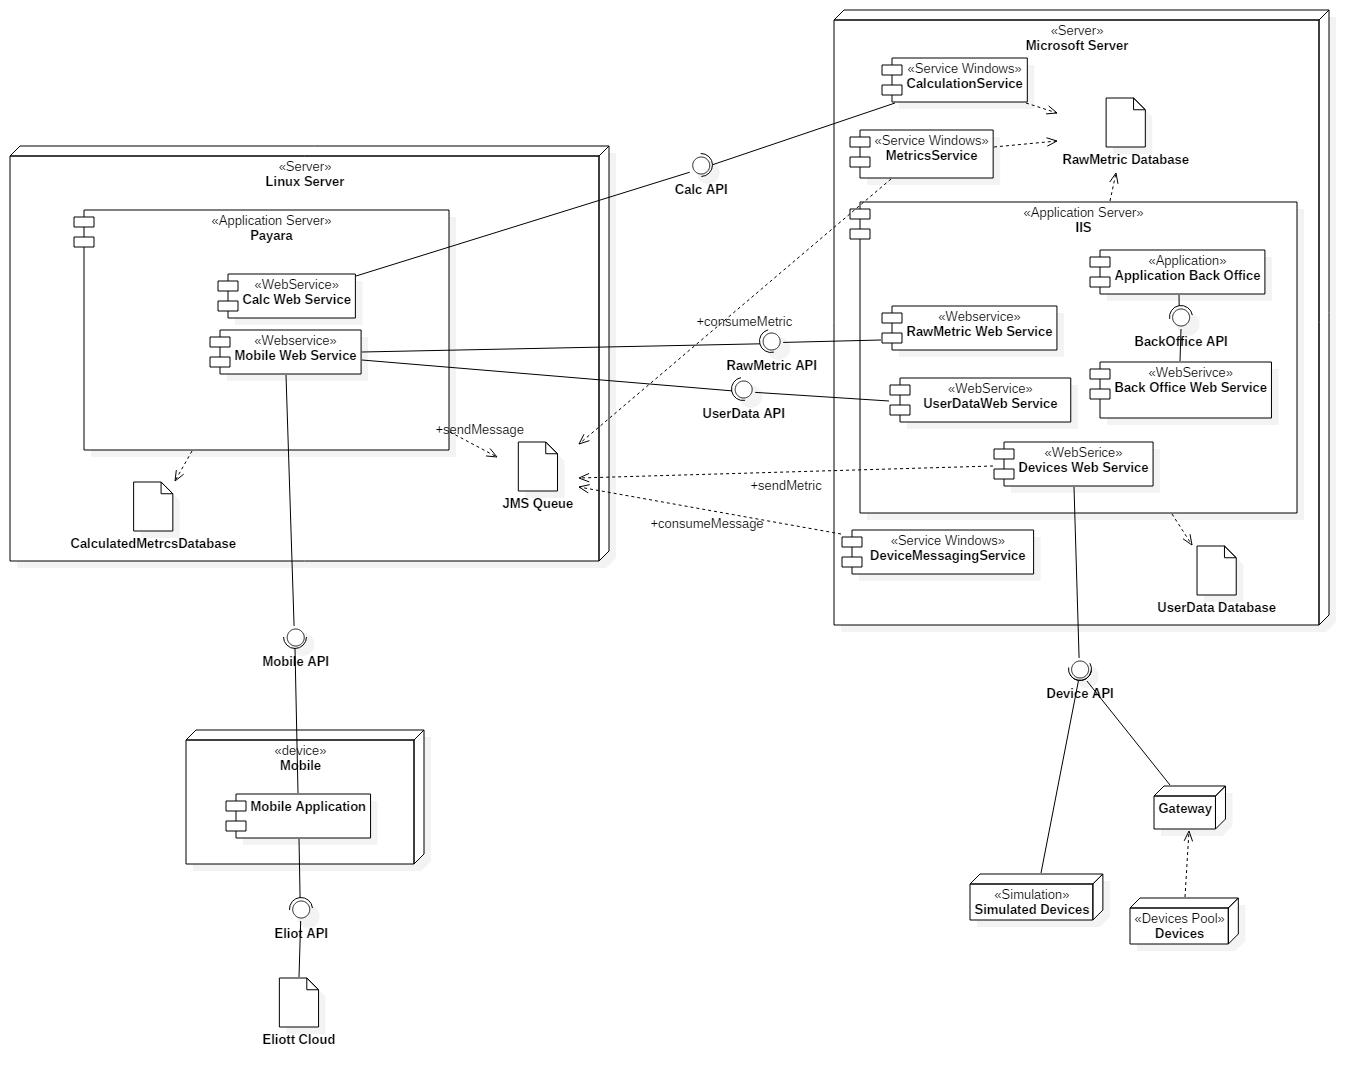 «Server»
Microsoft Server
«Service Windows»
CalculationService
RawMetric Database
«Service Windows»
MetricsService
«Server»
Linux Server
Calc API
«Application Server»
Payara
«Application Server»
IIS
«WebService»
Calc Web Service
«Application»
Application Back Office
«Webservice»
Mobile Web Service
+consumeMetric
RawMetric API
«Webservice»
RawMetric Web Service
BackOffice API
UserData API
«WebService»
UserDataWeb Service
«WebSerivce»
Back Office Web Service
+sendMessage
JMS Queue
«WebSerice»
Devices Web Service
+sendMetric
CalculatedMetrcsDatabase
+consumeMessage
«Service Windows»
DeviceMessagingService
UserData Database
Mobile API
Device API
«device»
Mobile
Mobile Application
Gateway
«Simulation»
Simulated Devices
«Devices Pool»
Devices
Eliot API
Eliott Cloud